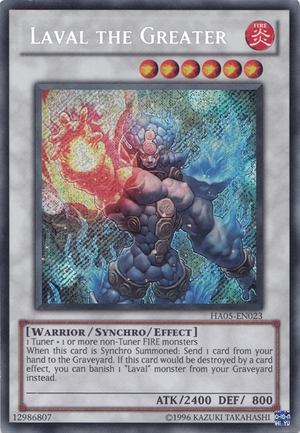 Laval the Greater
FIRE
炎
HA05-EN023
[Warrior/Synchro/Effect]
1 Tuner + 1 or more non-Tuner FIRE monsters
When this card is Synchro Summoned: Send 1 card from your
hand to the Graveyard. If this card would be destroyed by a card
effect, you can banish 1 "Laval" monster from your Graveyard
instead.
ATK/2400 DEF/ 800
12986807 ©1996 KAZUKI TAKAHASHI